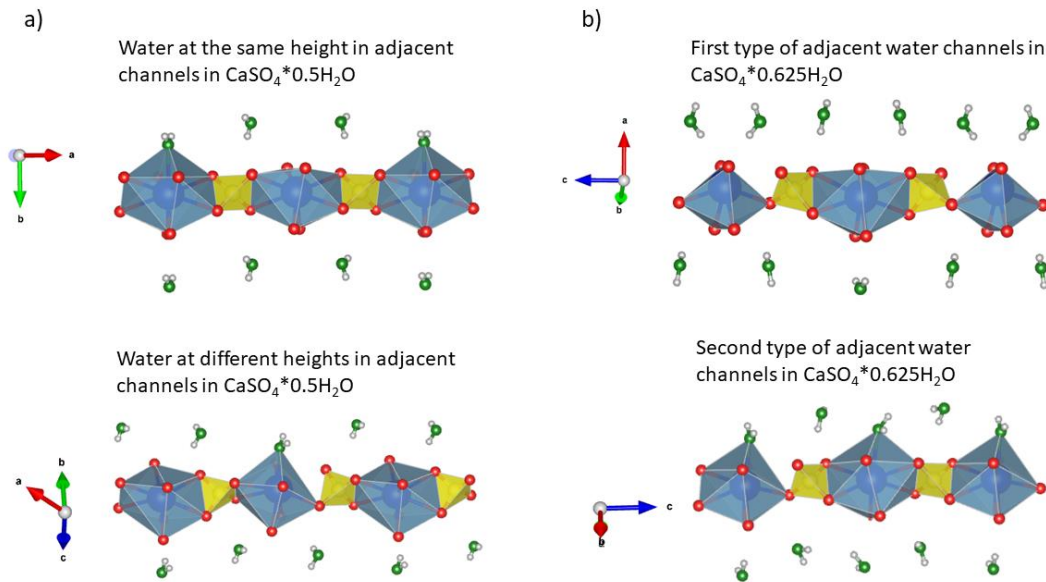 a)
Water at the same height in adjacent
channels in CaSO₄*0.5H₂O
a
b
Water at different heights in adjacent
channels in CaSO₄*0.5H₂O
b
a
c
b)
First type of adjacent water channels in
CaSO₄*0.625H₂O
a
c
b
Second type of adjacent water
channels in CaSO₄*0.625H₂O
c
b